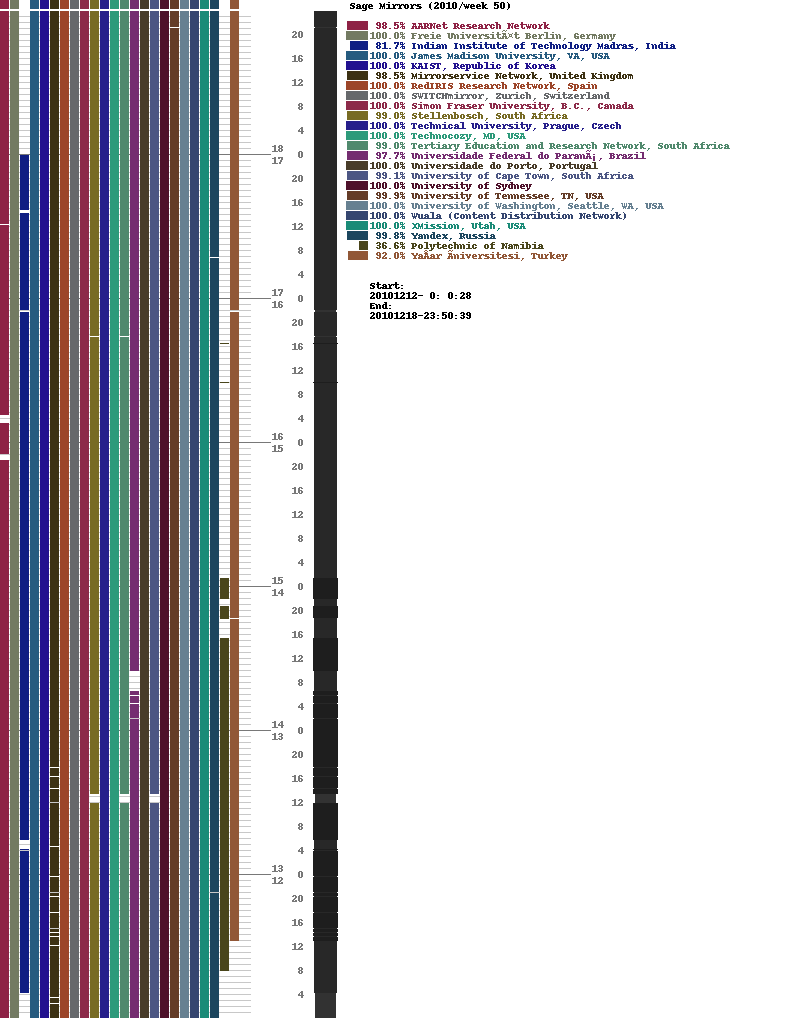 Sage Mirrors (2010/week 50)
98.5% AARNet Research Network
100.0% Freie UniversitÃ¤t Berlin, Germany
81.7% Indian Institute of Technology Madras, India
100.0% James Madison University, VA, USA
100.0% KAIST, Republic of Korea
98.5% Mirrorservice Network, United Kingdom
100.0% RedIRIS Research Network, Spain
100.0% SWITCHmirror, Zurich, Switzerland
100.0% Simon Fraser University, B.C., Canada
99.0% Stellenbosch, South Africa
100.0% Technical University, Prague, Czech
100.0% Technocozy, MD, USA
99.0% Tertiary Education and Research Network, South Africa
97.7% Universidade Federal do ParanÃ¡, Brazil
100.0% Universidade do Porto, Portugal
99.1% University of Cape Town, South Africa
100.0% University of Sydney
99.9% University of Tennessee, TN, USA
100.0% University of Washington, Seattle, WA, USA
100.0% Wuala (Content Distribution Network)
100.0% XMission, Utah, USA
99.8% Yandex, Russia
36.6% Polytechnic of Namibia
92.0% YaÅar Ãniversitesi, Turkey
Start:
20101212- 0: 0:28
End:
20101218-23:50:39
20
16
12
8
4
18
0
17
20
16
12
8
4
17
0
16
20
16
12
8
4
16
0
15
20
16
12
8
4
15
0
14
20
16
12
8
4
14
0
13
20
16
12
8
4
13
0
12
20
16
12
8
4